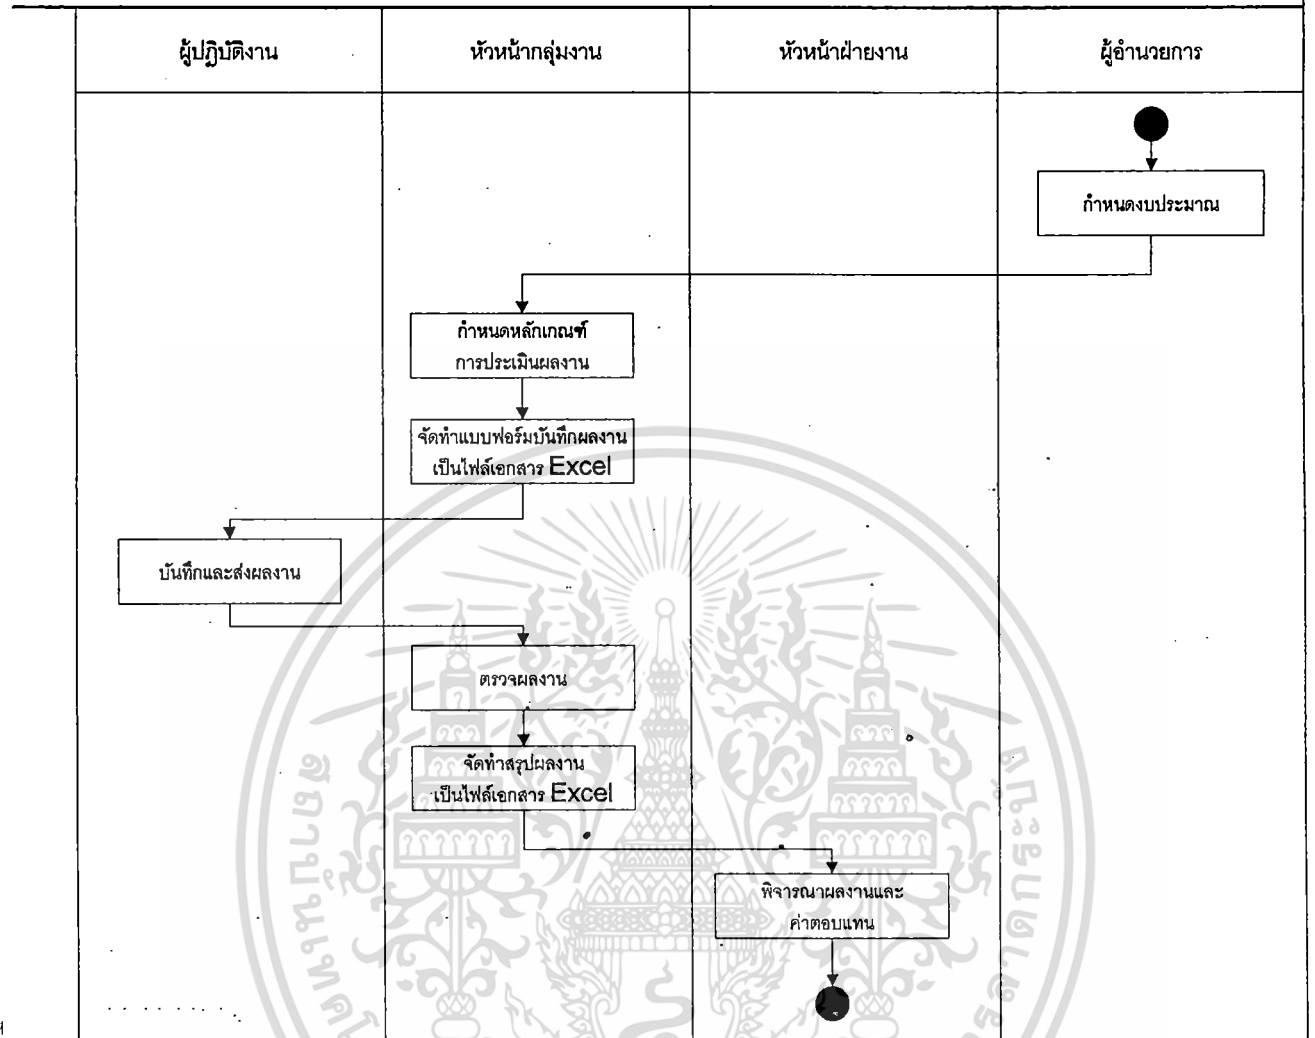 ผู้ปฏิบัติงาน
หัวหน้ากลุ่มงาน
หัวหน้าฝ่ายงาน
ผู้อำนวยการ
กำหนดงบประมาณ
กำหนดหลักเกณฑ์
การประเมินผลงาน
จัดทำแบบฟอร์มบันทึกผลงาน
เป็นไฟล์เอกสาร Excel
บันทึกและส่งผลงาน
ตรวจผลงาน
จัดทำสรุปผลงาน
เป็นไฟล์เอกสาร Excel
พิจารณาผลงานและ
ค่าตอบแทน